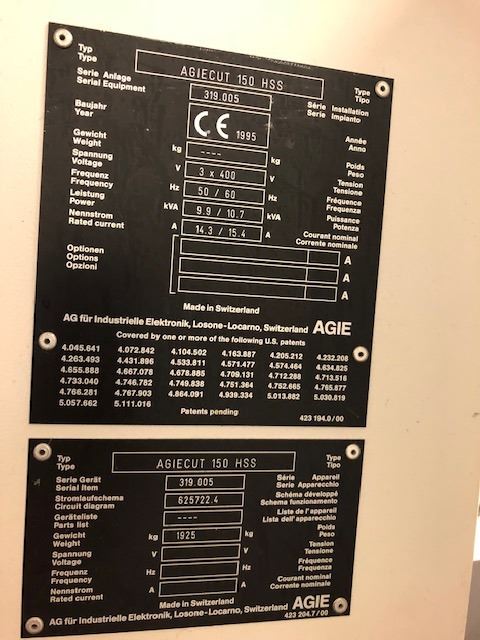 Typ
Type
AGIECUT 150 HSS
Type
Tipo
Serie Anlage
Serial Equipment
319.005
Série Installation
Serie Impianto
Baujahr
Year
CE 1995
Année
Anno
Gewicht
Weight
kg ---- kg
Poids
Peso
Spannung
Voltage
V 3 x 400 V
Tension
Tensione
Frequenz
Frequency
Hz 50 / 60 Hz
Fréquence
Frequenza
Leistung
Power
kVA 9.9 / 10.7 kVA
Puissance
Potenza
Nennstrom
Rated current
A 14.3 / 15.4 A
Courant nominal
Corrente nominale
Optionen
Options
Opzioni
A
A
A
Made in Switzerland
AG für Industrielle Elektronik, Losone-Locarno, Switzerland AGIE
Covered by one or more of the following U.S. patents
4.045.641 4.072.842 4.104.502 4.163.887 4.205.212 4.232.208
4.263.493 4.431.896 4.533.811 4.571.477 4.574.464 4.634.825
4.655.888 4.667.078 4.678.885 4.709.131 4.712.288 4.713.516
4.733.040 4.746.782 4.749.838 4.751.364 4.752.665 4.765.877
4.766.281 4.767.903 4.864.091 4.939.334 5.013.882 5.030.819
5.057.662 5.111.016
Patents pending
423 194.0/00
Typ
Type
AGIECUT 150 HSS
Type
Tipo
Serie Gerät
Serial Item
319.005
Série Appareil
Serie Apparecchio
Stromlaufschema
Circuit diagram
625722.4
Schéma développé
Schema funzionamento
Geräteliste
Parts list
----
Liste de l'appareil
Lista dell'apparecchio
Gewicht
Weight
kg 1925 kg
Poids
Peso
Spannung
Voltage
V V
Tension
Tensione
Frequenz
Frequency
Hz Hz
Fréquence
Frequenza
Nennstrom
Rated current
A A
Courant nominal
Corrente nominale
Made in Switzerland
AG für Industrielle Elektronik, Losone-Locarno, Switzerland AGIE
423 204.7/00